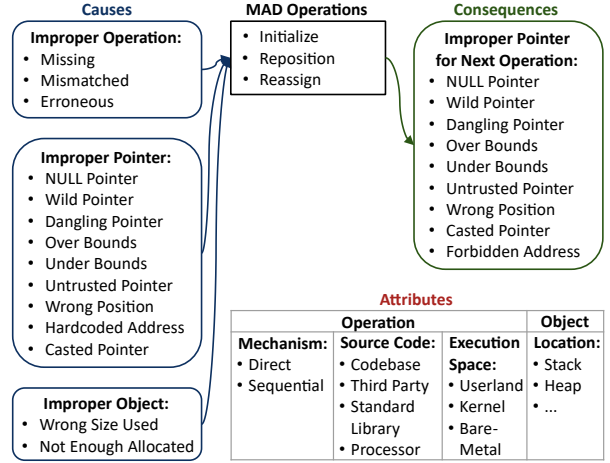 Causes
Improper Operation:
• Missing
• Mismatched
• Erroneous
Improper Pointer:
• NULL Pointer
• Wild Pointer
• Dangling Pointer
• Over Bounds
• Under Bounds
• Untrusted Pointer
• Wrong Position
• Hardcoded Address
• Casted Pointer
Improper Object:
• Wrong Size Used
• Not Enough Allocated
MAD Operations
• Initialize
• Reposition
• Reassign
Consequences
Improper Pointer
for Next Operation:
• NULL Pointer
• Wild Pointer
• Dangling Pointer
• Over Bounds
• Under Bounds
• Untrusted Pointer
• Wrong Position
• Casted Pointer
• Forbidden Address
Attributes
Operation
Mechanism:
• Direct
• Sequential
Source Code:
• Codebase
• Third Party
• Standard
Library
• Processor
Execution
Space:
• Userland
• Kernel
• Bare-
Metal
Object
Location:
• Stack
• Heap
• ...